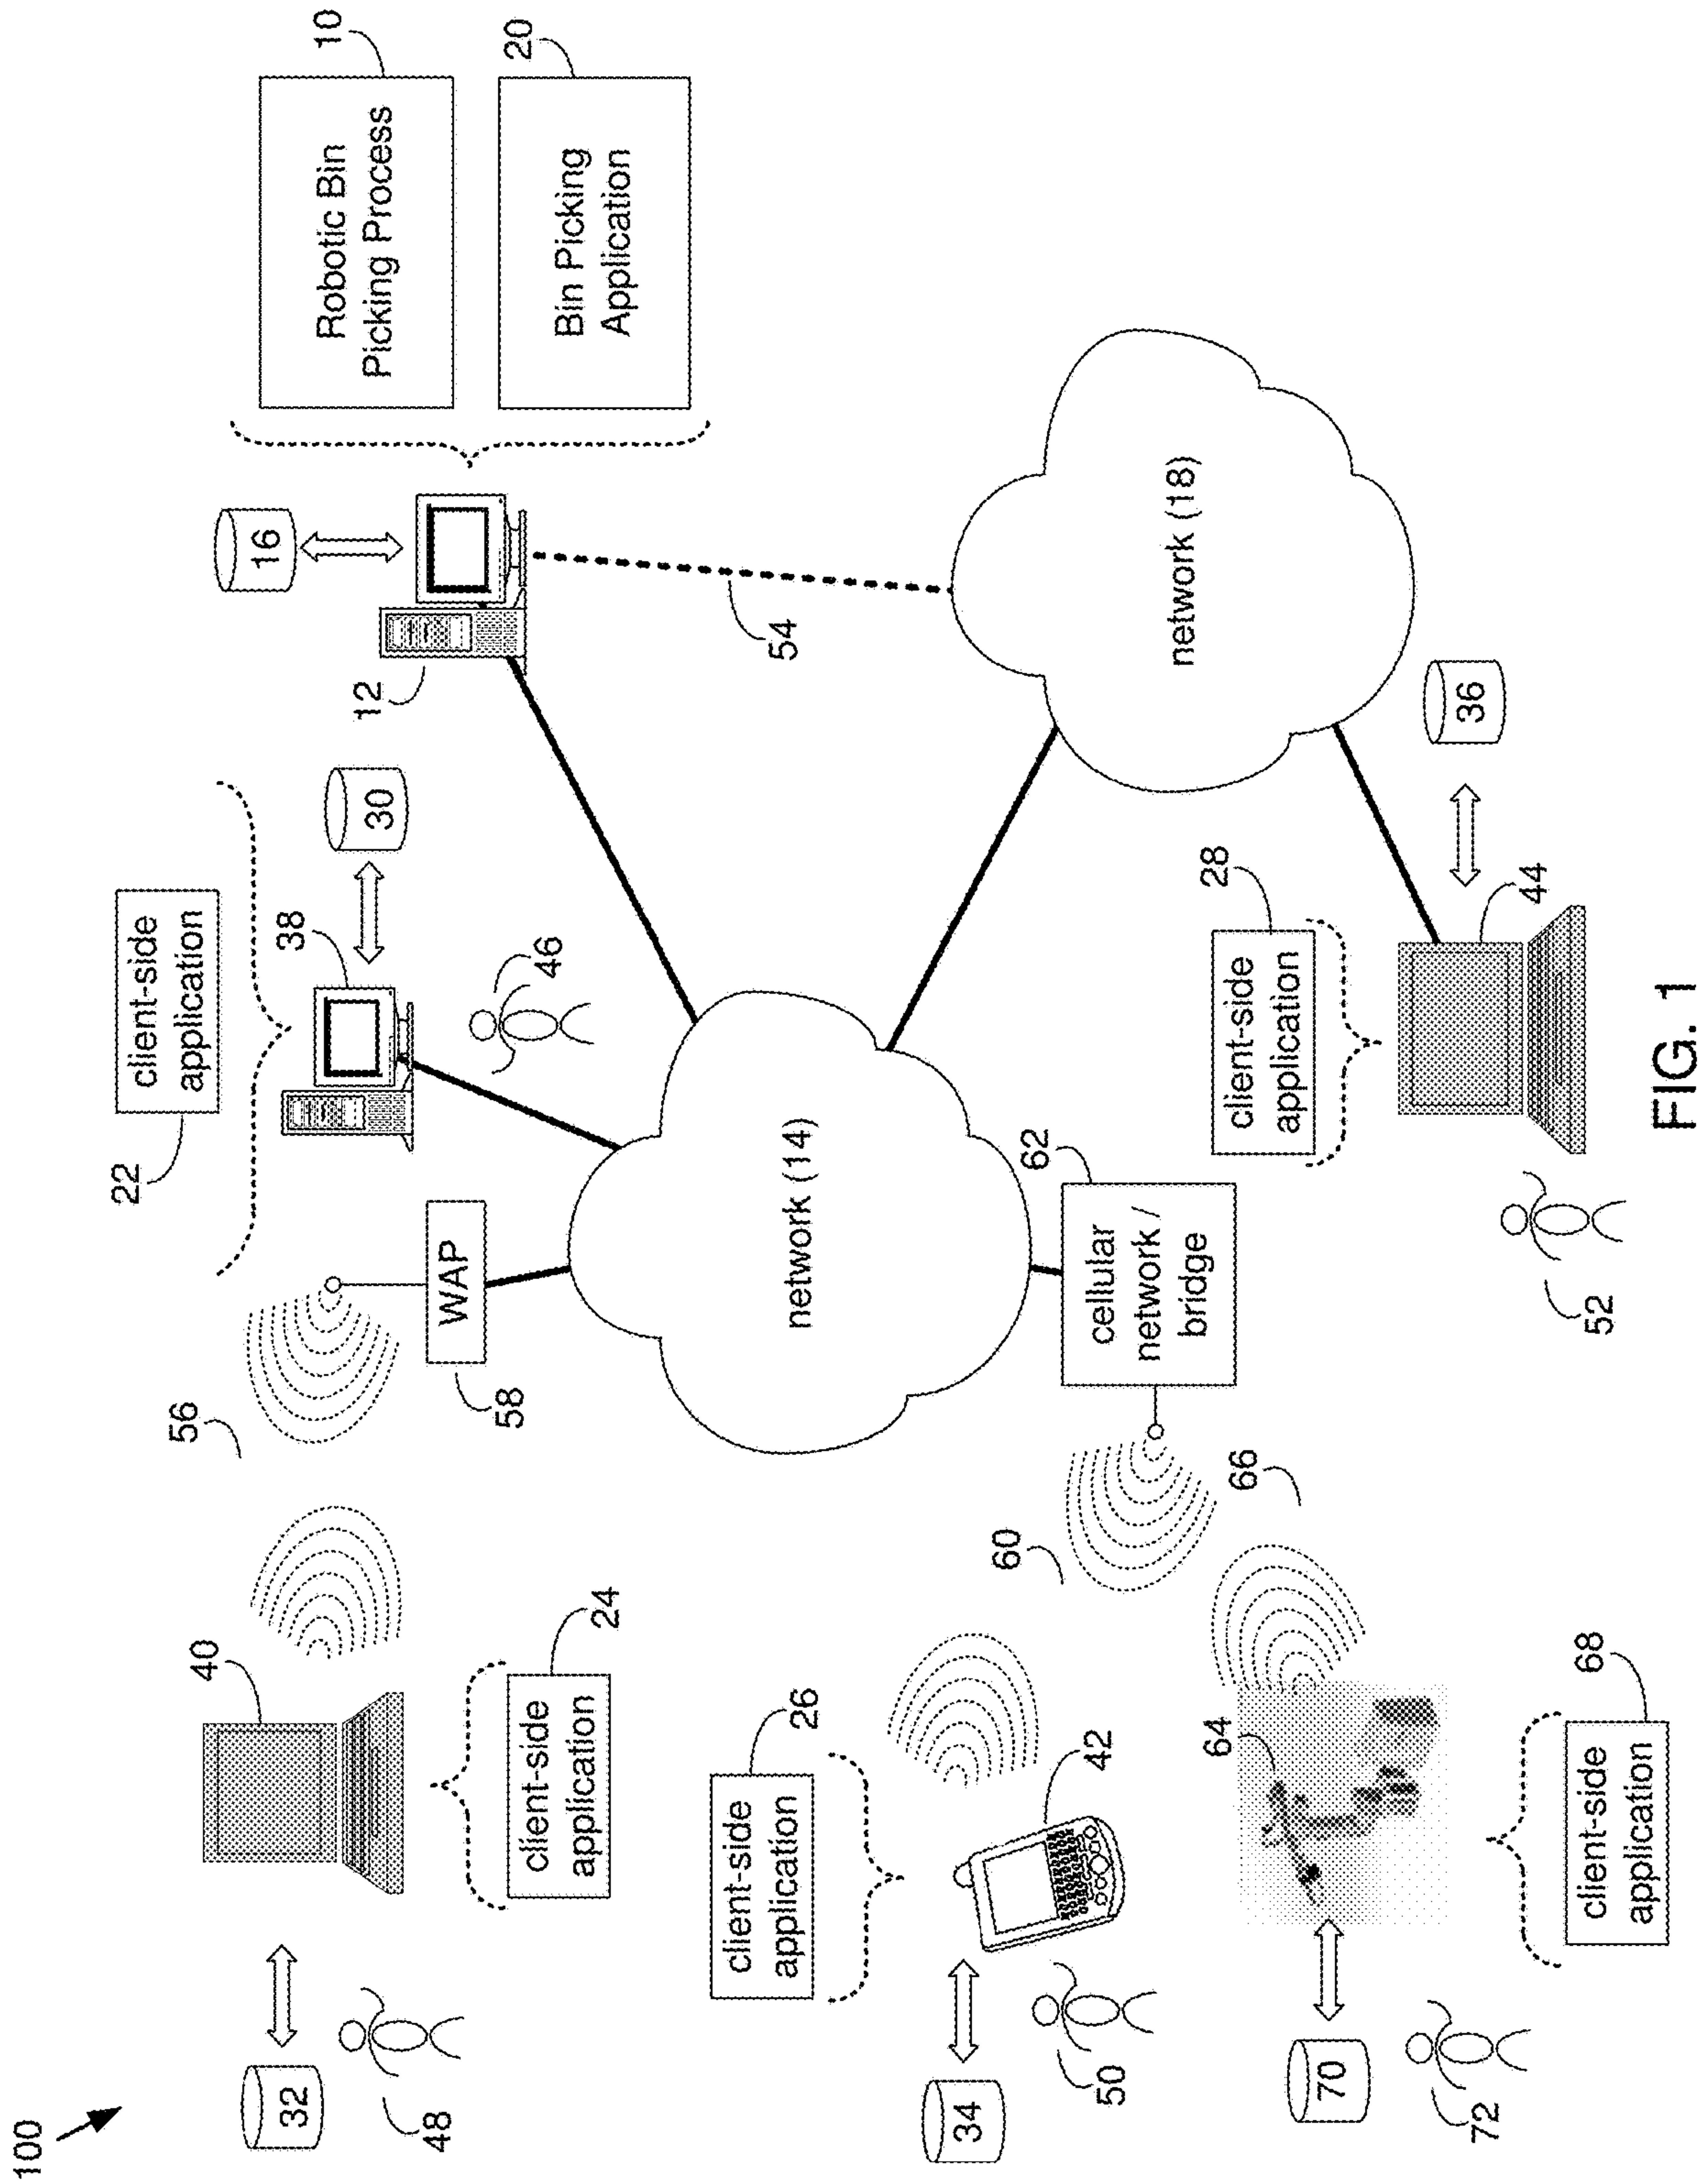 100
32
48
40
client-side
application
24
56
58
WAP
22
client-side
application
38
30
46
12
16
Robotic Bin
Picking Process
10
Bin Picking
Application
20
54
network (14)
network (18)
34
50
client-side
application
26
42
60
66
cellular
network /
bridge
62
70
72
64
client-side
application
68
52
client-side
application
28
44
36
FIG. 1